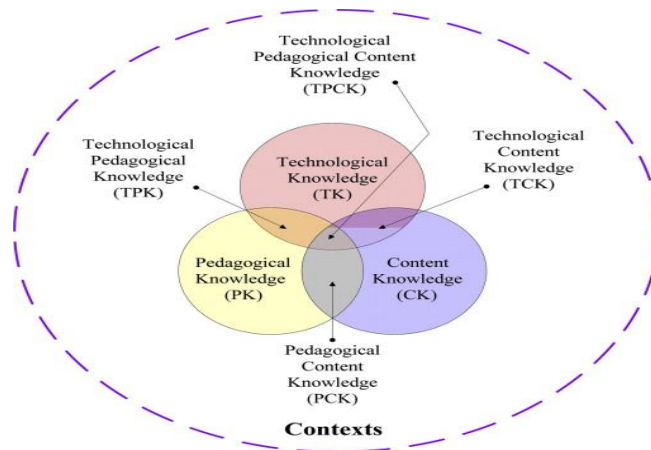 Technological
Pedagogical Content
Knowledge
(TPCK)
Technological
Pedagogical
Knowledge
(TPK)
Technological
Knowledge
(TK)
Technological
Content
Knowledge
(TCK)
Pedagogical
Knowledge
(PK)
Content
Knowledge
(CK)
Pedagogical
Content
Knowledge
(PCK)
Contexts